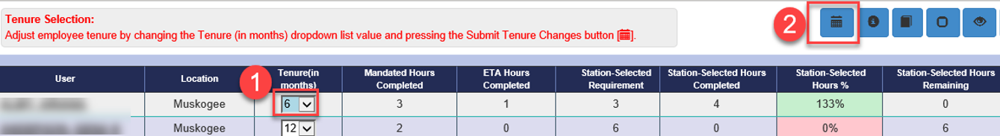 Tenure Selection:
Adjust employee tenure by changing the Tenure (in months) dropdown list value and pressing the Submit Tenure Changes button [].
2
User Location Tenure(in months) Mandated Hours Completed ETA Hours Completed Station-Selected Requirement Station-Selected Hours Completed Station-Selected Hours % Station-Selected Hours Remaining
1
Muskogee 6 3 1 3 4 133% 0
Muskogee 12 2 0 6 0 0% 6